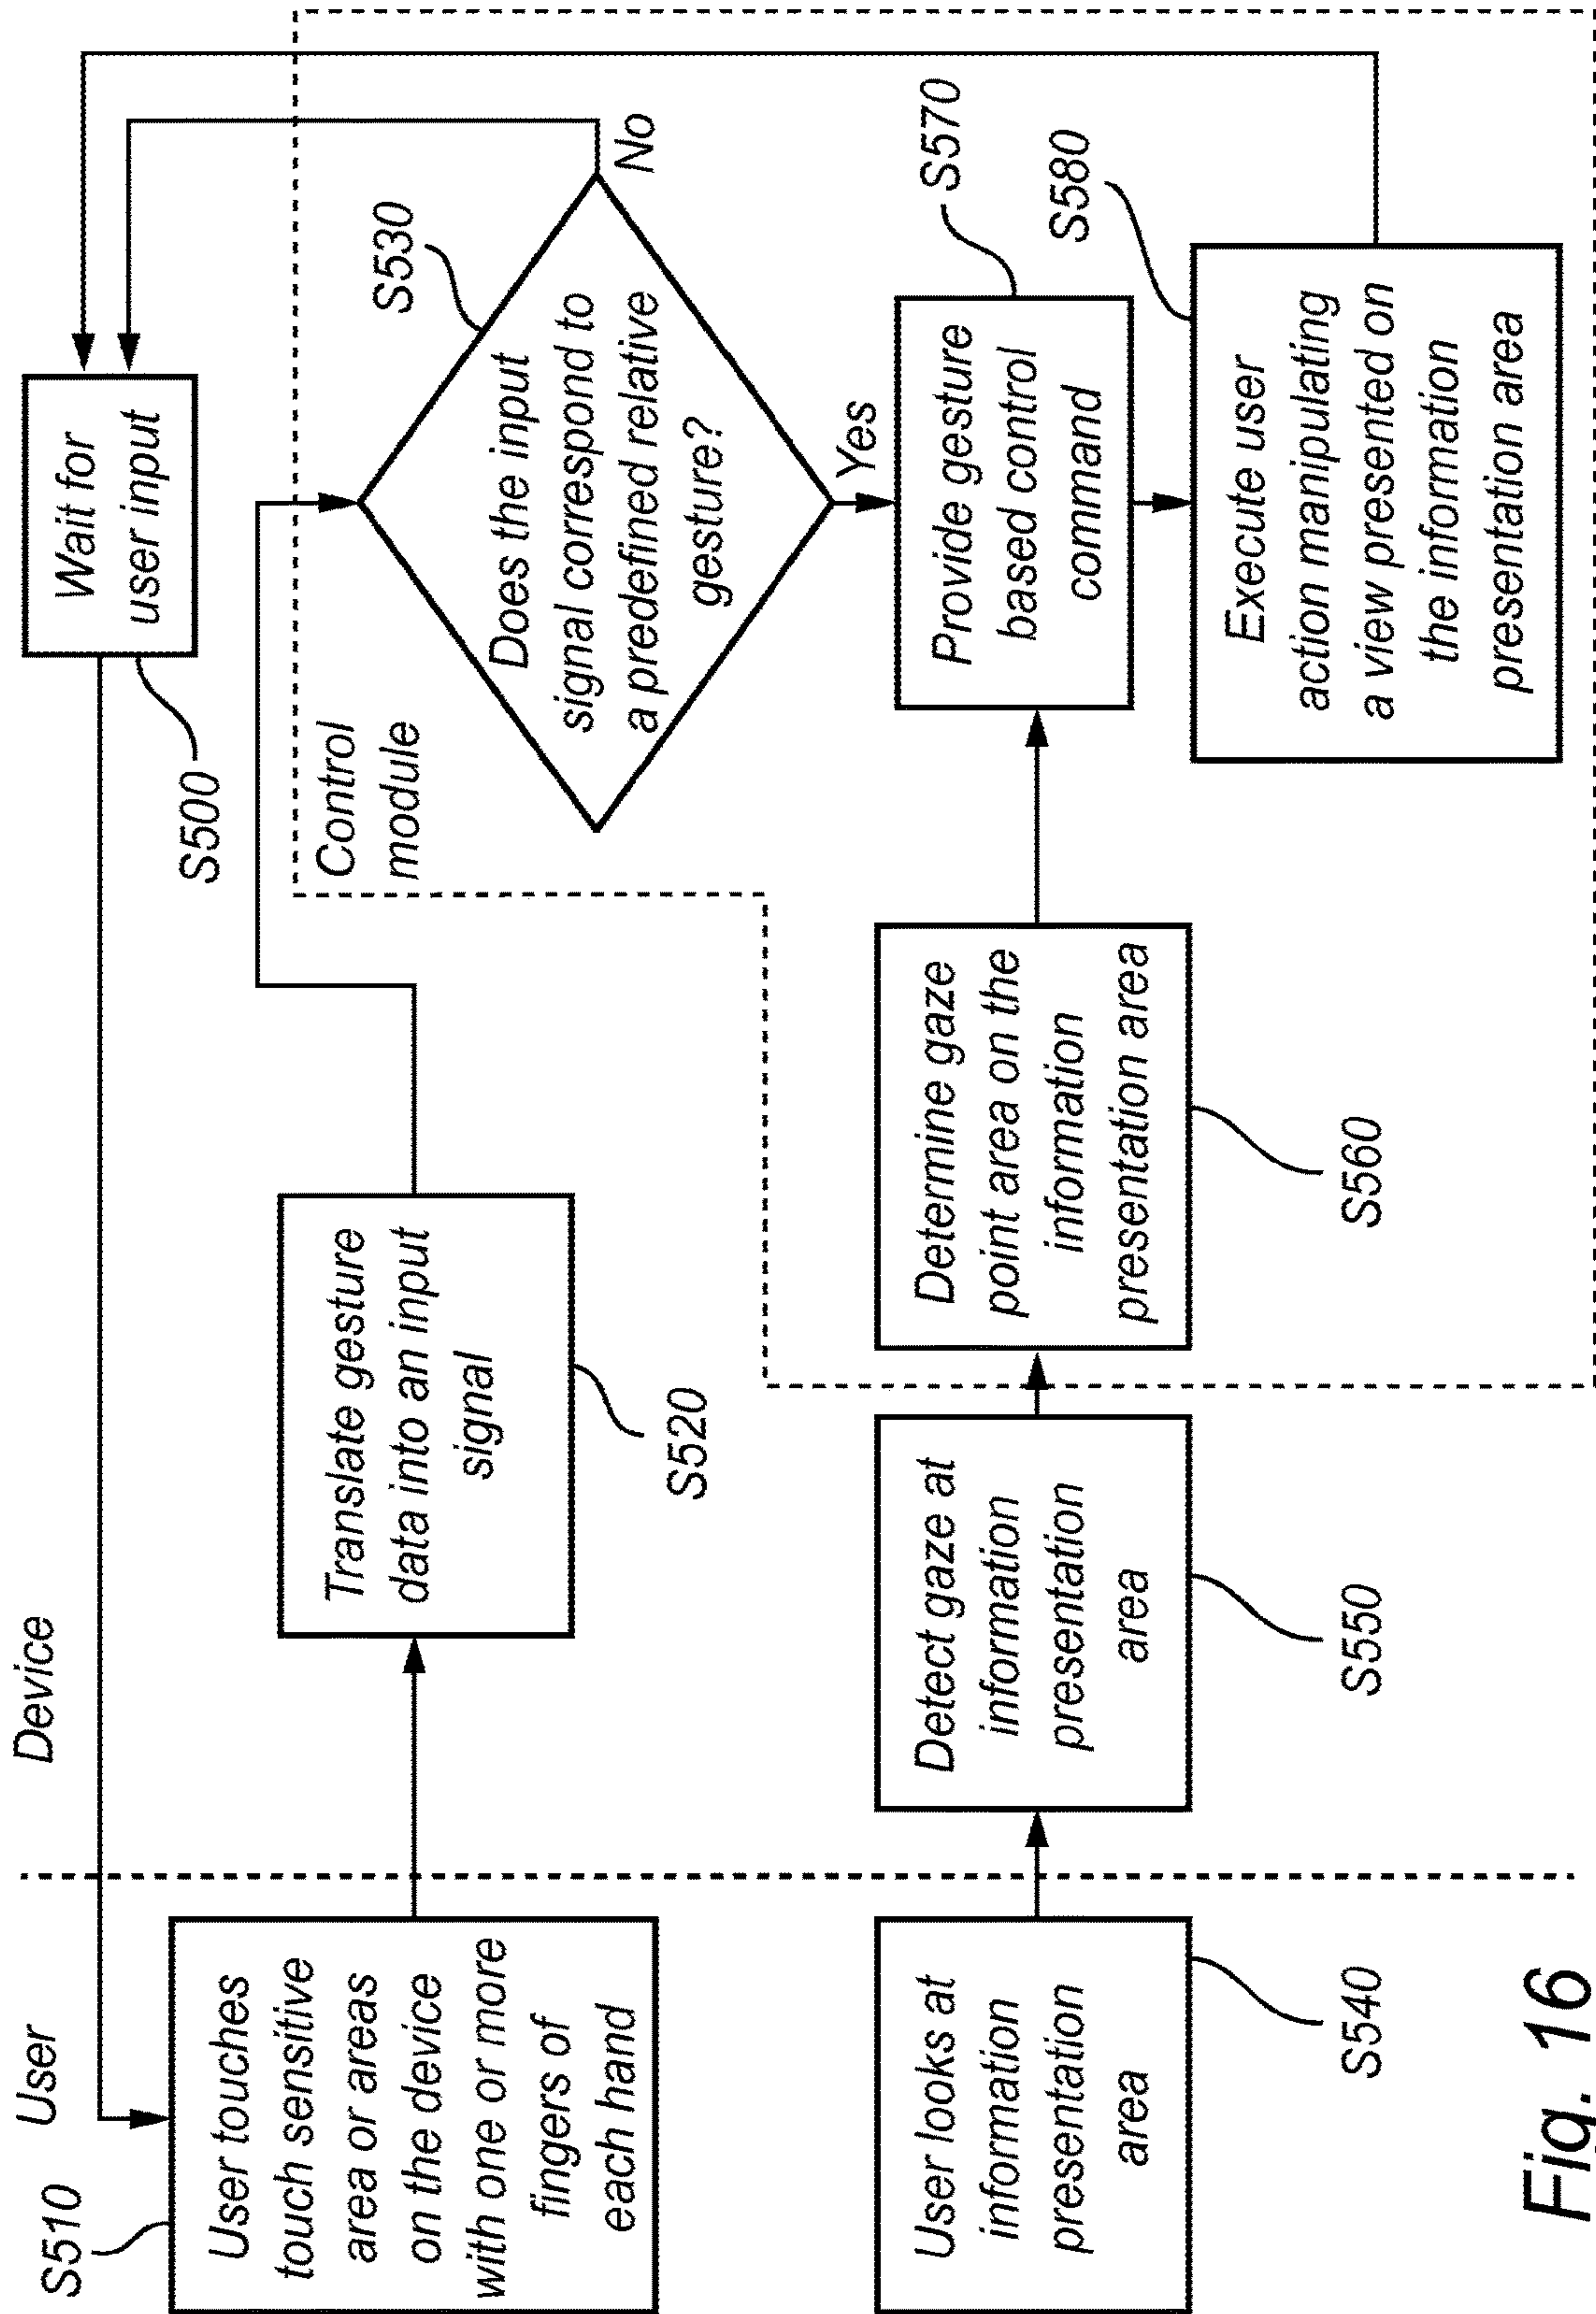 User
Device
S510
User touches
touch sensitive
area or areas
on the device
with one or more
fingers of
each hand
Translate gesture
data into an input
signal
S520
Wait for
user input
S500
Control
module
Does the input
signal correspond to
a predefined relative
gesture?
S530
No
Yes
User looks at
information
presentation
area
S540
Detect gaze at
information
presentation
area
S550
Determine gaze
point area on the
information
presentation area
S560
Provide gesture
based control
command
S570
Execute user
action manipulating
a view presented on
the information
presentation area
S580
Fig. 16